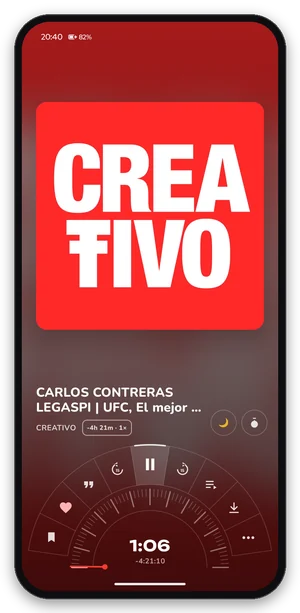 20:40 82%
CREA
TIVO
CARLOS CONTRERAS
LEGASPI | UFC, El mejor ...
CREATIVO -4h 21m · 1×
1:06
-4:21:10